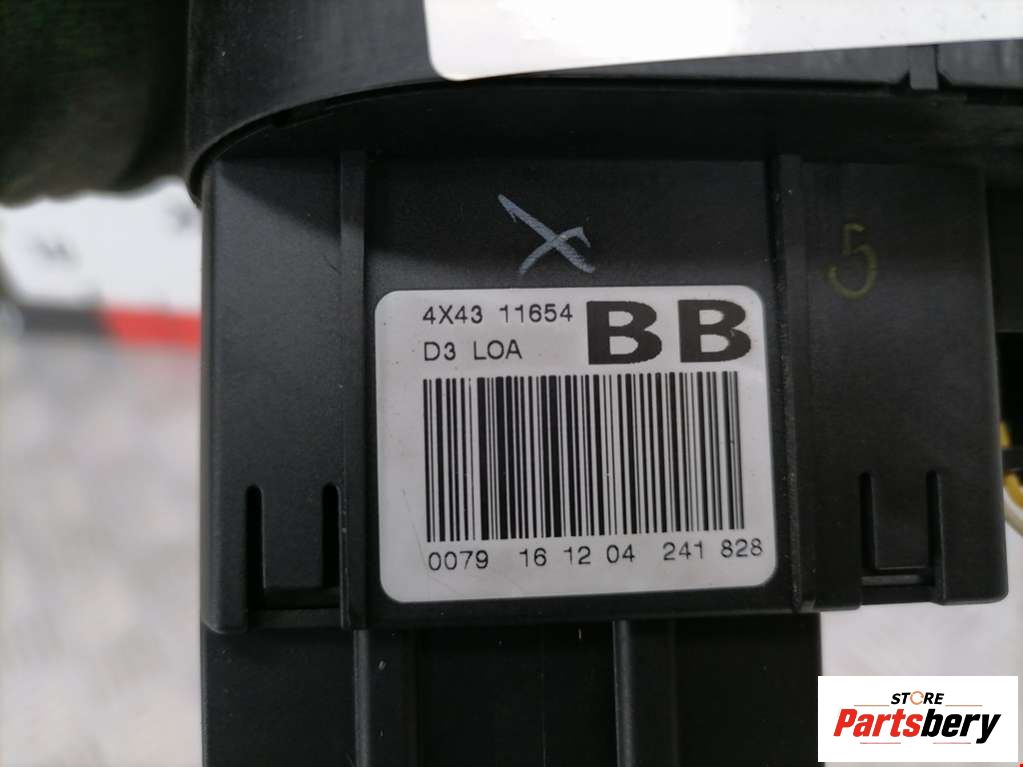 X
5
4X43 11654 BB
D3 LOA
0079 16 12 04 241 828
STORE
Partsbery